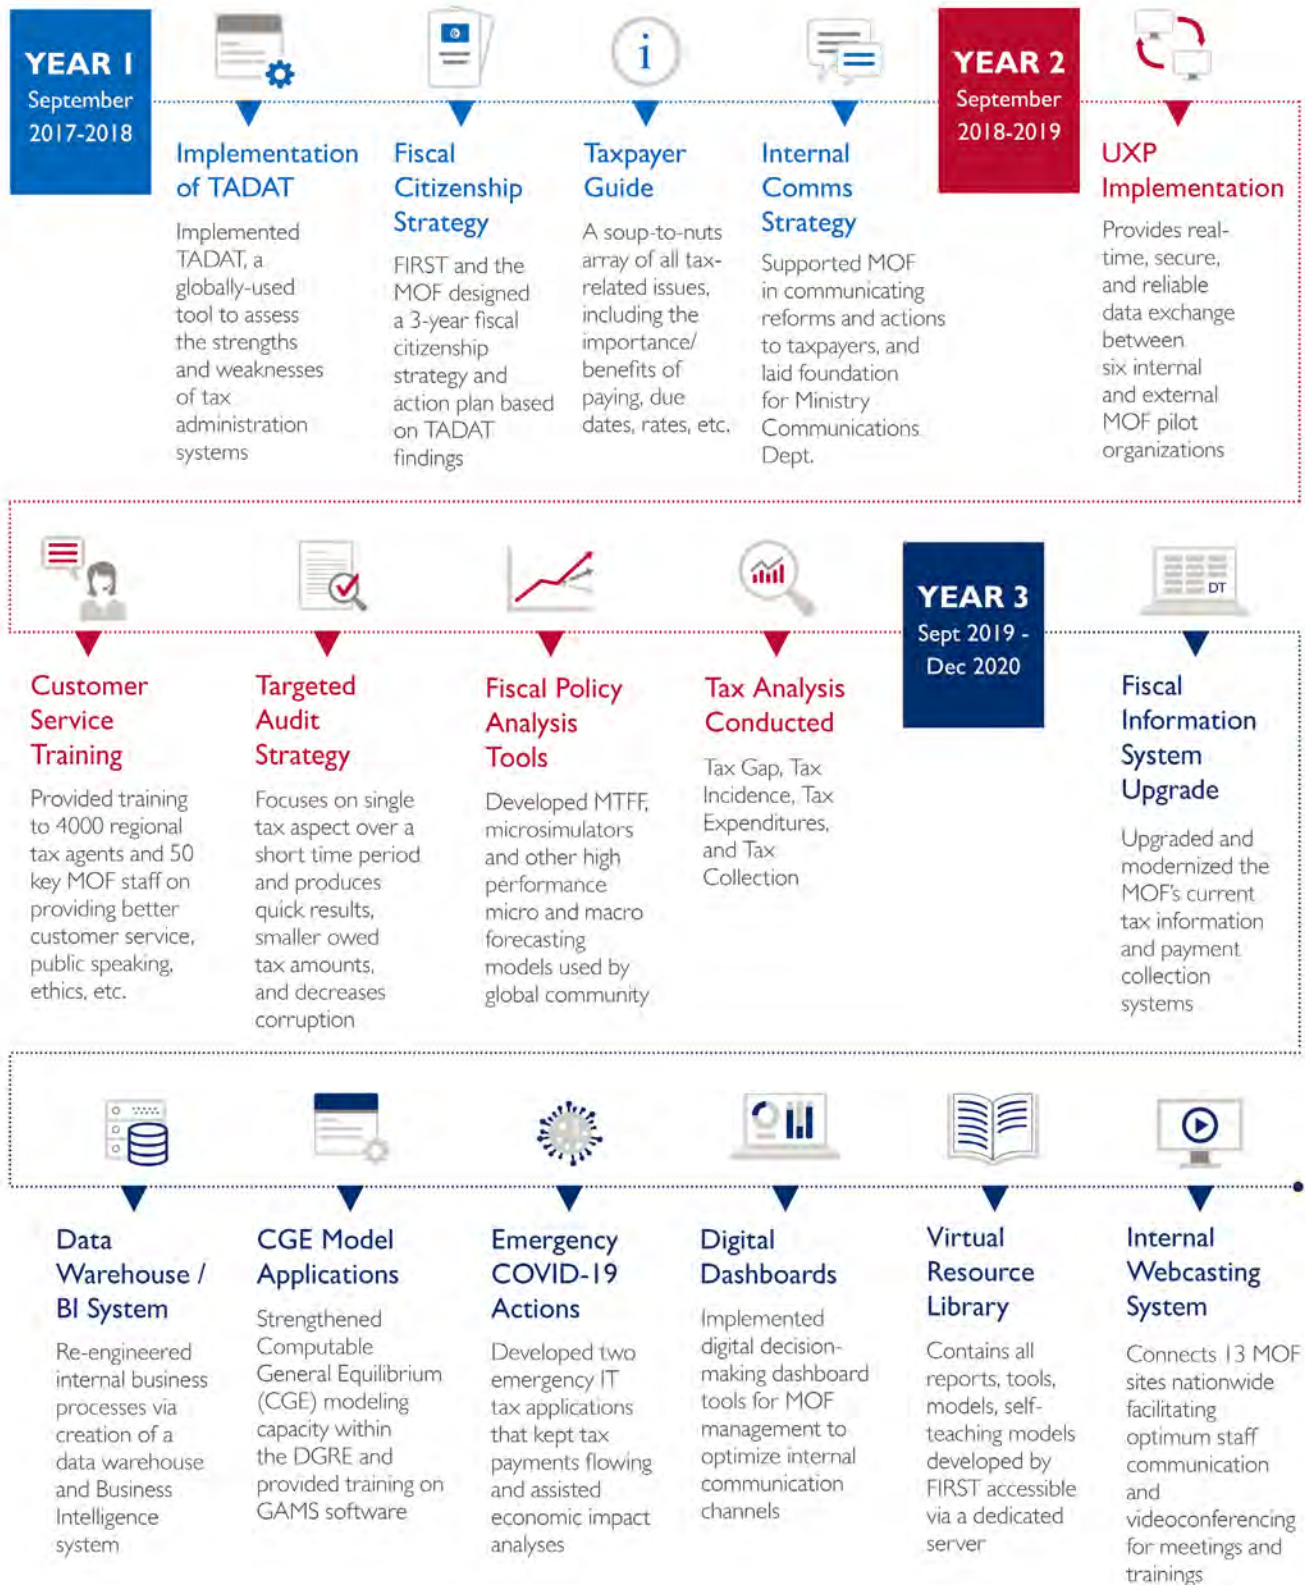 YEAR 1
September
2017-2018
Implementation
of TADAT
Implemented
TADAT, a
globally-used
tool to assess
the strengths
and weaknesses
of tax
administration
systems
Fiscal
Citizenship
Strategy
FIRST and the
MOF designed
a 3-year fiscal
citizenship
strategy and
action plan based
on TADAT
findings
i
Taxpayer
Guide
A soup-to-nuts
array of all tax-
related issues,
including the
importance/
benefits of
paying, due
dates, rates, etc.
Internal
Comms
Strategy
Supported MOF
in communicating
reforms and actions
to taxpayers, and
laid foundation
for Ministry
Communications
Dept.
YEAR 2
September
2018-2019
UXP
Implementation
Provides real-
time, secure,
and reliable
data exchange
between
six internal
and external
MOF pilot
organizations
Customer
Service
Training
Provided training
to 4000 regional
tax agents and 50
key MOF staff on
providing better
customer service,
public speaking,
ethics, etc.
Targeted
Audit
Strategy
Focuses on single
tax aspect over a
short time period
and produces
quick results,
smaller owed
tax amounts,
and decreases
corruption
Fiscal Policy
Analysis
Tools
Developed MTFF,
microsimulators
and other high
performance
micro and macro
forecasting
models used by
global community
Tax Analysis
Conducted
Tax Gap, Tax
Incidence, Tax
Expenditures,
and Tax
Collection
YEAR 3
Sept 2019 -
Dec 2020
DT
Fiscal
Information
System
Upgrade
Upgraded and
modernized the
MOF's current
tax information
and payment
collection
systems
Data
Warehouse /
BI System
Re-engineered
internal business
processes via
creation of a
data warehouse
and Business
Intelligence
system
CGE Model
Applications
Strengthened
Computable
General Equilibrium
(CGE) modeling
capacity within
the DGRE and
provided training on
GAMS software
Emergency
COVID-19
Actions
Developed two
emergency IT
tax applications
that kept tax
payments flowing
and assisted
economic impact
analyses
Digital
Dashboards
Implemented
digital decision-
making dashboard
tools for MOF
management to
optimize internal
communication
channels
Virtual
Resource
Library
Contains all
reports, tools,
models, self-
teaching models
developed by
FIRST accessible
via a dedicated
server
Internal
Webcasting
System
Connects 13 MOF
sites nationwide
facilitating
optimum staff
communication
and
videoconferencing
for meetings and
trainings